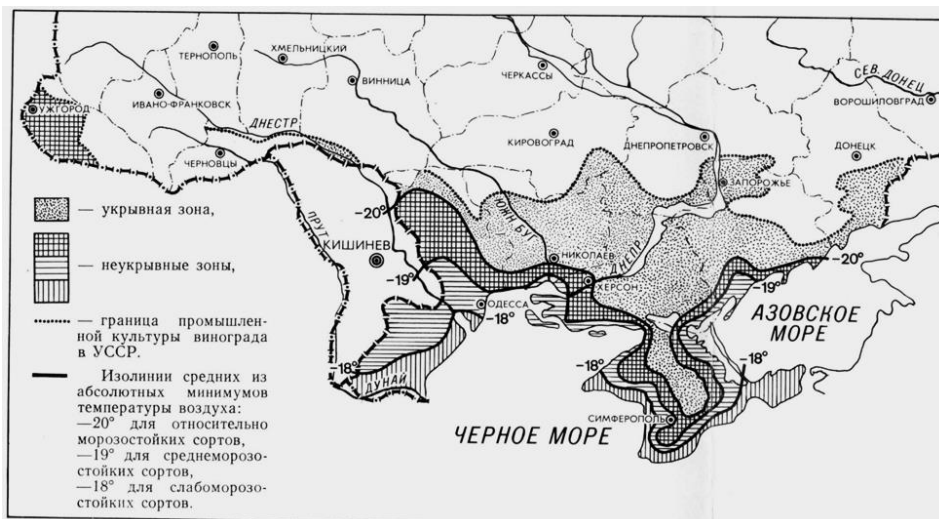 ТЕРНОПОЛЬ
ХМЕЛЬНИЦКИЙ
ВИННИЦА
ЧЕРКАССЫ
СЕВ. ДОНЕЦ
ВОРОШИЛОВГРАД
УЖГОРОД
ИВАНО-ФРАНКОВСК
ДНЕСТР
КИРОВОГРАД
ДНЕПРОПЕТРОВСК
ДОНЕЦК
ЧЕРНОВЦЫ
ЗАПОРОЖЬЕ
ПРУТ
КИШИНЕВ
-20°
ЮЖН. БУГ
НИКОЛАЕВ
ДНЕПР
ХЕРСОН
-19°
ОДЕССА
-18°
-18°
ДУНАЙ
-20°
-19°
АЗОВСКОЕ
МОРЕ
-18°
-18°
СИМФЕРОПОЛЬ
ЧЕРНОЕ МОРЕ
— укрывная зона,
— неукрывные зоны,
— граница промышлен-
ной культуры винограда
в УССР.
Изолинии средних из
абсолютных минимумов
температуры воздуха:
—20° для относительно
морозостойких сортов,
—19° для среднеморозо-
стойких сортов,
—18° для слабоморозо-
стойких сортов.